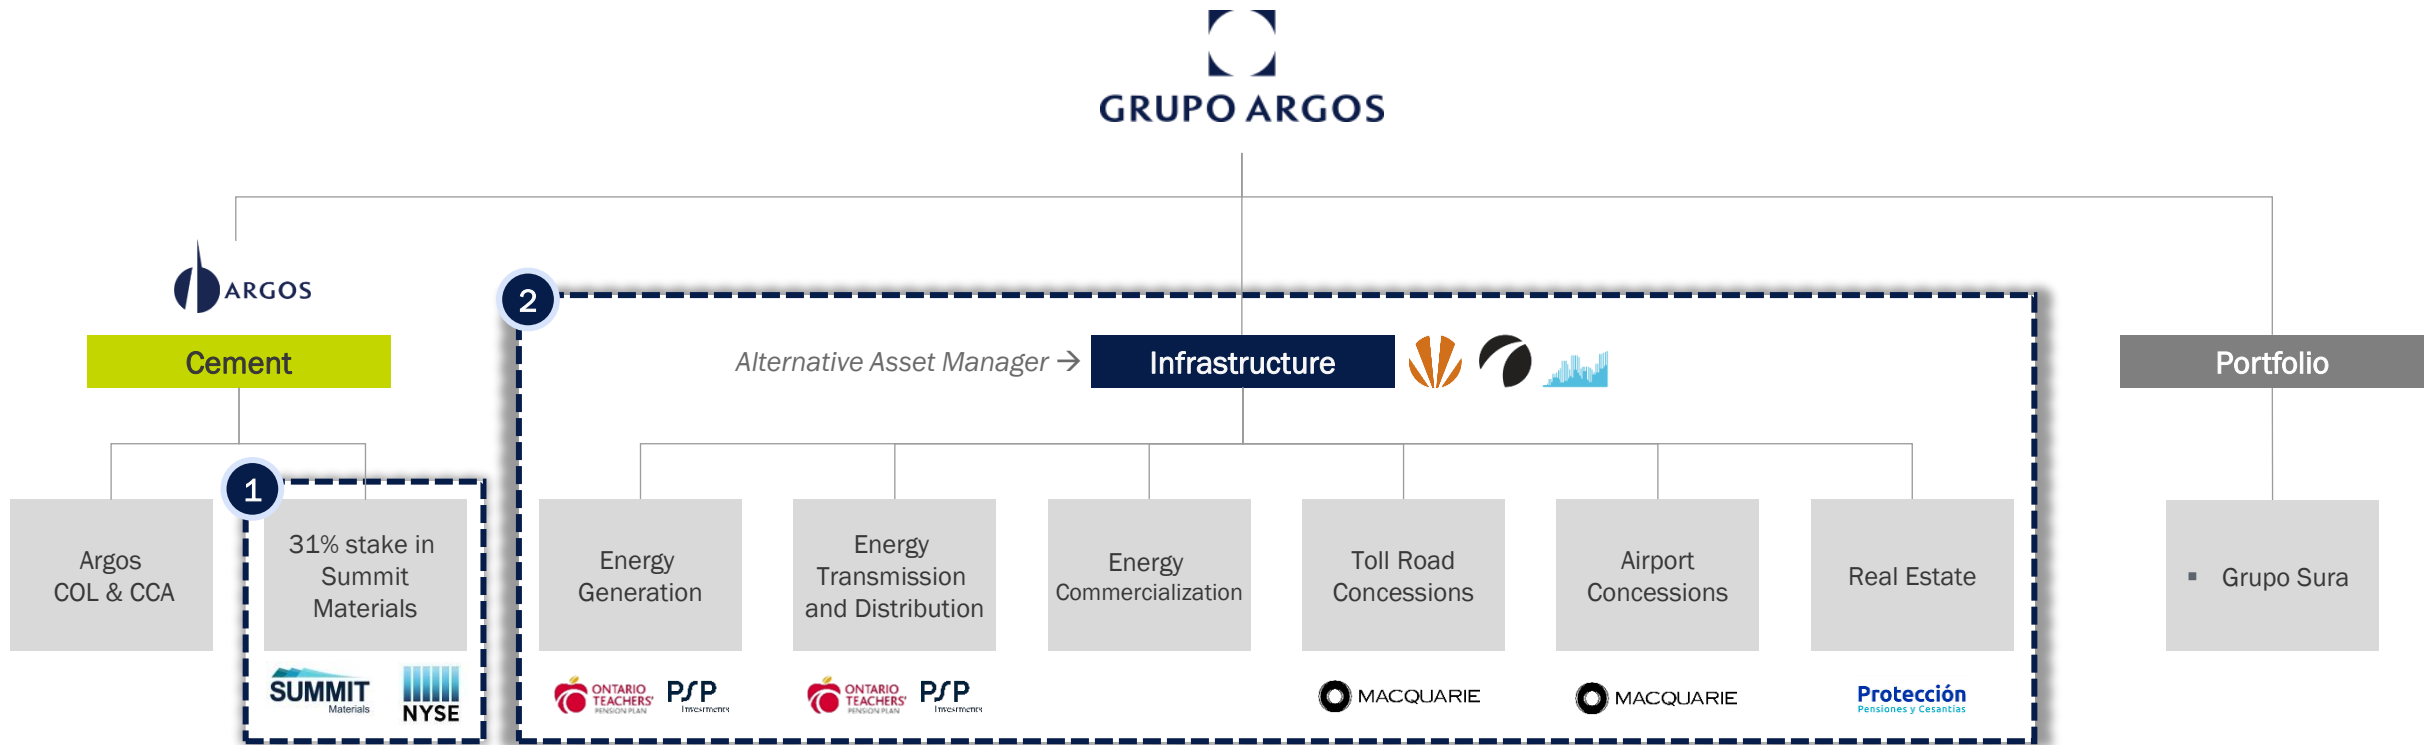 GRUPO ARGOS
ARGOS
Cement
1
Argos
COL & CCA
31% stake in
Summit
Materials
SUMMIT
Materials
NYSE
2
Alternative Asset Manager →
Infrastructure
Energy
Generation
ONTARIO
TEACHERS'
PENSION PLAN
PSP
Investments
Energy
Transmission
and Distribution
ONTARIO
TEACHERS'
PENSION PLAN
PSP
Investments
Energy
Commercialization
Toll Road
Concessions
MACQUARIE
Airport
Concessions
MACQUARIE
Real Estate
Protección
Pensiones y Cesantías
Portfolio
▪ Grupo Sura